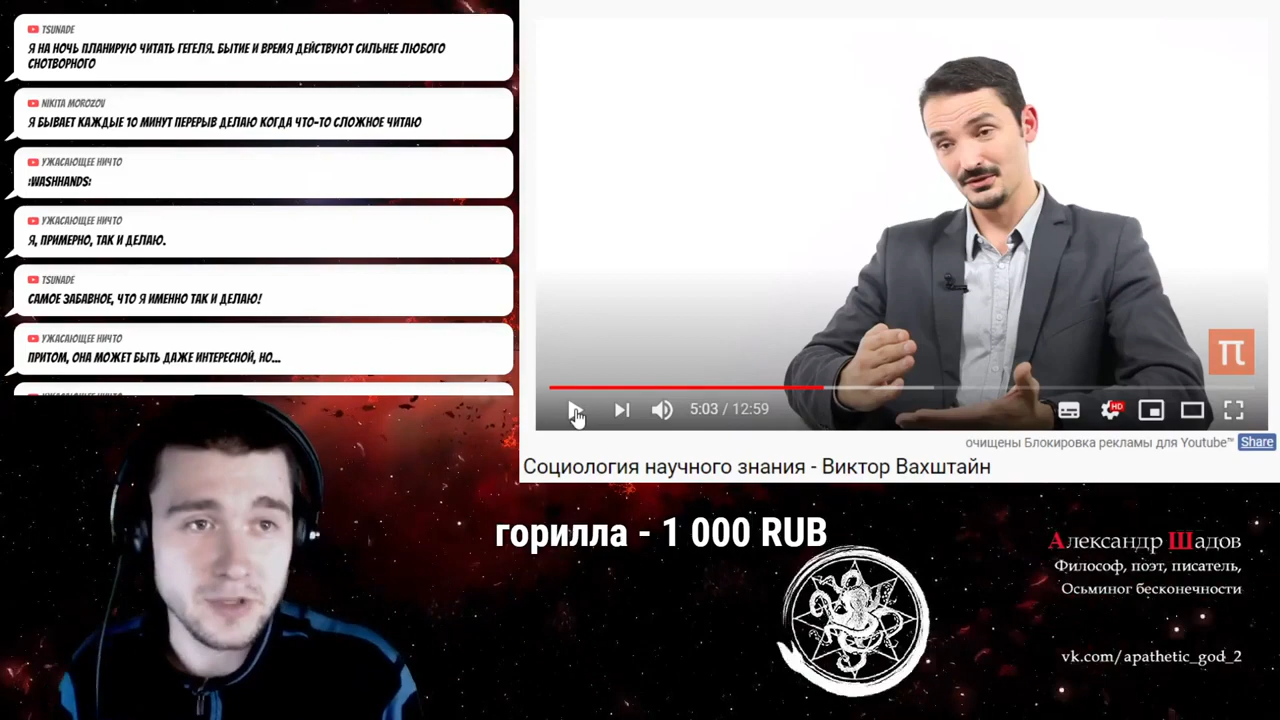 TSUNADE
Я НА НОЧЬ ПЛАНИРУЮ ЧИТАТЬ ГЕГЕЛЯ. БЫТИЕ И ВРЕМЯ ДЕЙСТВУЮТ СИЛЬНЕЕ ЛЮБОГО
СНОТВОРНОГО
NIKITA MOROZOV
Я БЫВАЕТ КАЖДЫЕ 10 МИНУТ ПЕРЕРЫВ ДЕЛАЮ КОГДА ЧТО-ТО СЛОЖНОЕ ЧИТАЮ
УЖАСАЮЩЕЕ НИЧТО
:WASHHANDS:
УЖАСАЮЩЕЕ НИЧТО
Я, ПРИМЕРНО, ТАК И ДЕЛАЮ.
TSUNADE
САМОЕ ЗАБАВНОЕ, ЧТО Я ИМЕННО ТАК И ДЕЛАЮ!
УЖАСАЮЩЕЕ НИЧТО
ПРИТОМ, ОНА МОЖЕТ БЫТЬ ДАЖЕ ИНТЕРЕСНОЙ, НО...
π
5:03 / 12:59
HD
очищены Блокировка рекламы для Youtube™ Share
Социология научного знания - Виктор Вахштайн
горилла - 1 000 RUB
Александр Шадов
Философ, поэт, писатель,
Осьминог бесконечности
vk.com/apathetic_god_2